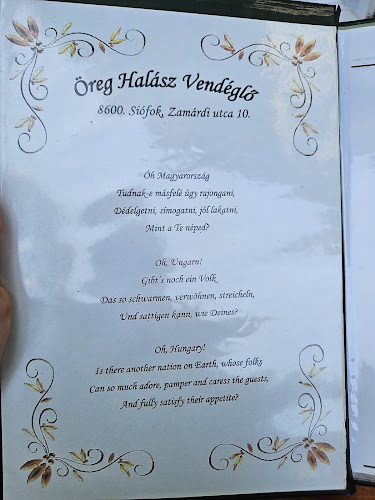 Öreg Halász Vendéglő
8600. Siófok, Zamárdi utca 10.
Óh Magyarország
Tudnak-e másfelé úgy rajongani,
Dédelgetni, simogatni, jól lakatni,
Mint a Te néped?
Oh, Ungarn!
Gibt's noch ein Volk
Das so schwarmen, verwöhnen, streicheln,
Und sattigen kann, wie Deines?
Oh, Hungary!
Is there another nation on Earth, whose folks
Can so much adore, pamper and caress the guests,
And fully satisfy their appetite?